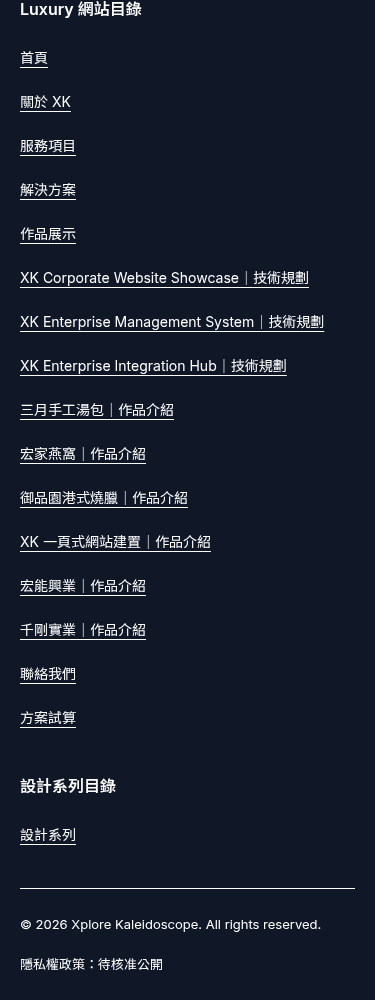 Luxury 網站目錄
首頁
關於 XK
服務項目
解決方案
作品展示
XK Corporate Website Showcase｜技術規劃
XK Enterprise Management System｜技術規劃
XK Enterprise Integration Hub｜技術規劃
三月手工湯包｜作品介紹
宏家燕窩｜作品介紹
御品園港式燒臘｜作品介紹
XK 一頁式網站建置｜作品介紹
宏能興業｜作品介紹
千剛實業｜作品介紹
聯絡我們
方案試算
設計系列目錄
設計系列
© 2026 Xplore Kaleidoscope. All rights reserved.
隱私權政策：待核准公開